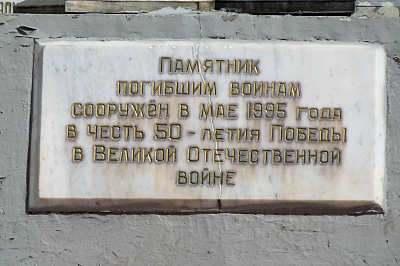 Памятник
погибшим воинам
сооружён в мае 1995 года
в честь 50-летия Победы
в Великой Отечественной
войне